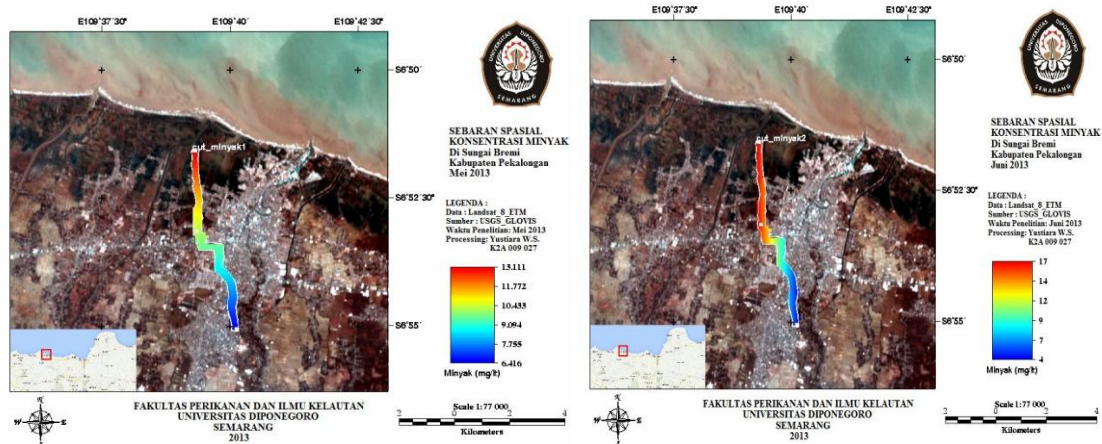 E109°37'30"
E109°40'
E109°42'30"
S6°50'
S6°52'30"
S6°55'
cut_minyak1
UNIVERSITAS DIPONEGORO
SEMARANG
SEBARAN SPASIAL
KONSENTRASI MINYAK
Di Sungai Bremi
Kabupaten Pekalongan
Mei 2013
LEGENDA :
Data : Landsat_8_ETM
Sumber : USGS_GLOVIS
Waktu Penelitian: Mei 2013
Processing: Yustiara W.S.
K2A 009 027
13.111
11.772
10.433
9.094
7.755
6.416
Minyak (mg/lt)
FAKULTAS PERIKANAN DAN ILMU KELAUTAN
UNIVERSITAS DIPONEGORO
SEMARANG
2013
Scale 1:77 000
2 0 2 4
Kilometers
E109°37'30"
E109°40'
E109°42'30"
S6°50'
S6°52'30"
S6°55'
cut_minyak2
UNIVERSITAS DIPONEGORO
SEMARANG
SEBARAN SPASIAL
KONSENTRASI MINYAK
Di Sungai Bremi
Kabupaten Pekalongan
Juni 2013
LEGENDA :
Data : Landsat_8_ETM
Sumber : USGS_GLOVIS
Waktu Penelitian: Juni 2013
Processing: Yustiara W.S.
K2A 009 027
17
14
12
9
7
4
Minyak (mg/lt)
FAKULTAS PERIKANAN DAN ILMU KELAUTAN
UNIVERSITAS DIPONEGORO
SEMARANG
2013
Scale 1:77 000
2 0 2 4
Kilometers